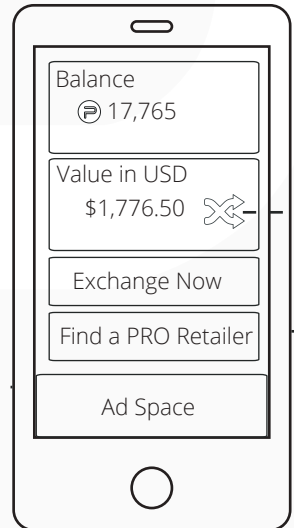 Balance
17,765
Value in USD
$1,776.50
Exchange Now
Find a PRO Retailer
Ad Space